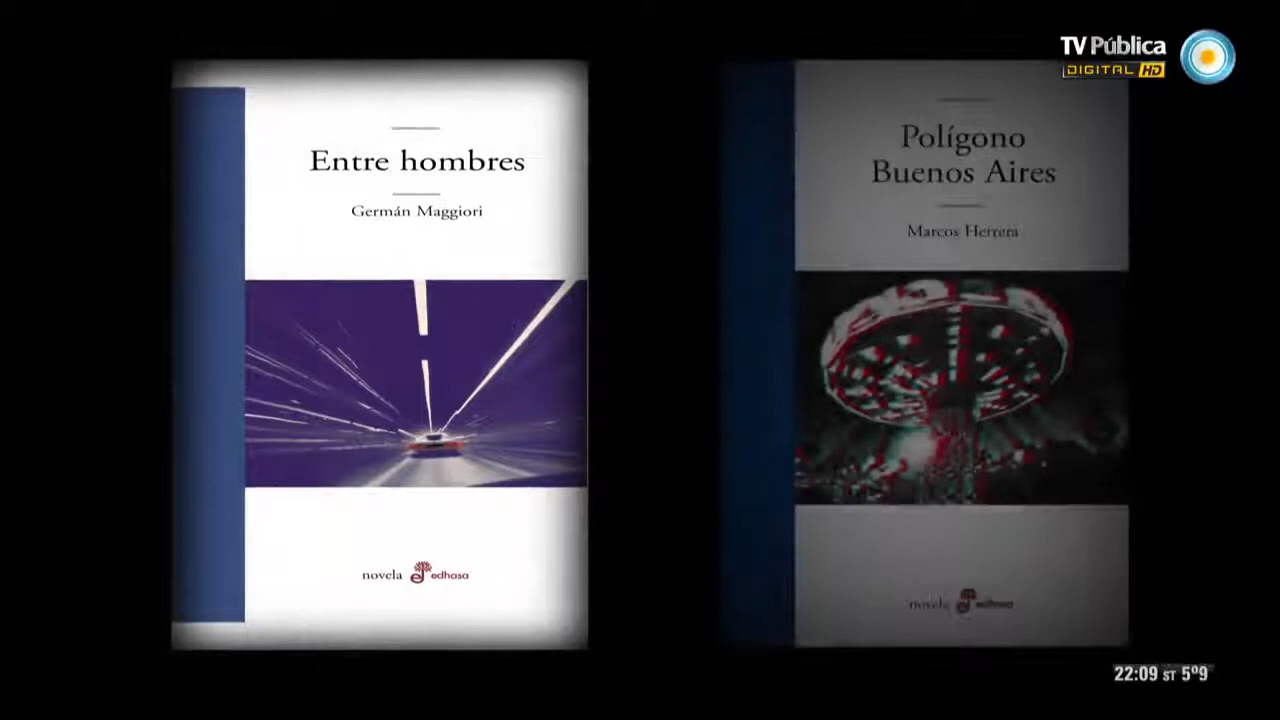 TV Pública
DIGITAL HD
Entre hombres
Germán Maggiori
novela edhasa
Polígono
Buenos Aires
Marcos Herrera
novela edhasa
22:09 ST 5º9